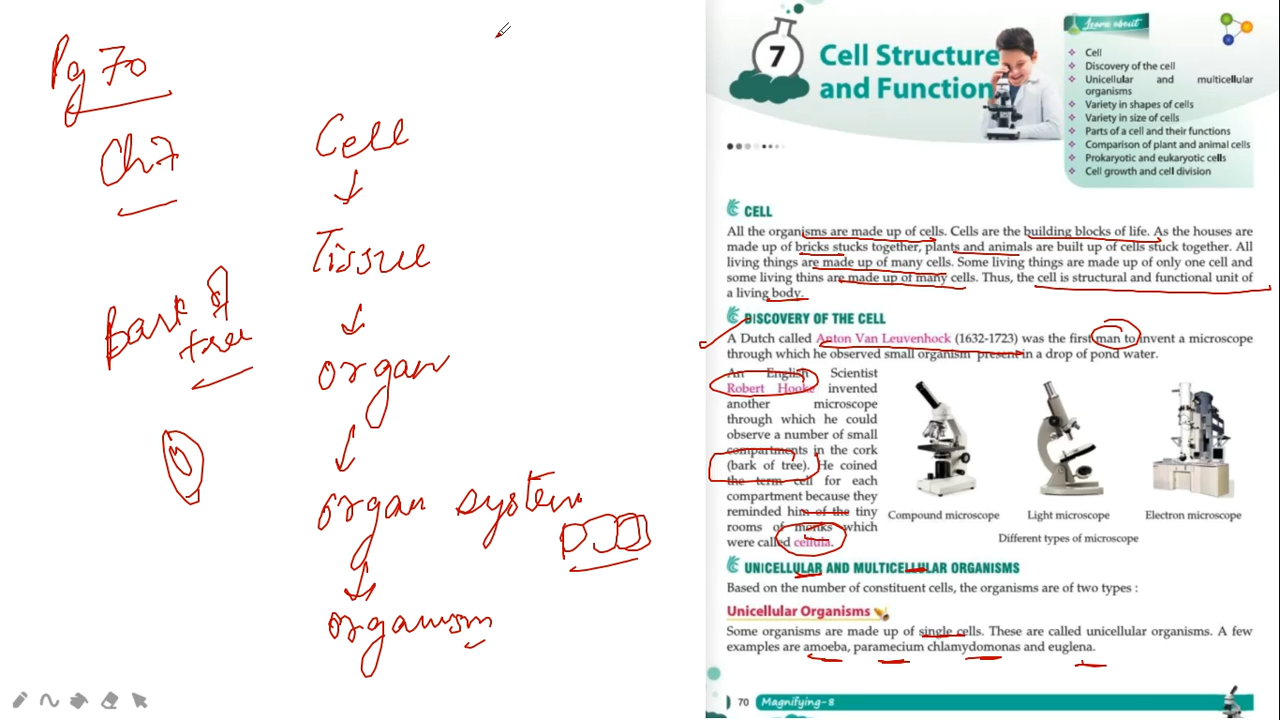 Pg 70
Ch 7
Bark of
tree
Cell
Tissue
organ
organ system
organism
7
Cell Structure
and Function
Learn about
Cell
Discovery of the cell
Unicellular and multicellular
organisms
Variety in shapes of cells
Variety in size of cells
Parts of a cell and their functions
Comparison of plant and animal cells
Prokaryotic and eukaryotic cells
Cell growth and cell division
CELL
All the organisms are made up of cells. Cells are the building blocks of life. As the houses are
made up of bricks stucks together, plants and animals are built up of cells stuck together. All
living things are made up of many cells. Some living things are made up of only one cell and
some living thins are made up of many cells. Thus, the cell is structural and functional unit of
a living body.
DISCOVERY OF THE CELL
A Dutch called Anton Van Leuvenhock (1632-1723) was the first man to invent a microscope
through which he observed small organism present in a drop of pond water.
An English Scientist
Robert Hooke invented
another microscope
through which he could
observe a number of small
compartments in the cork
(bark of tree). He coined
the term cell for each
compartment because they
reminded him of the tiny
rooms of monks which
were called cellula.
Compound microscope
Light microscope
Electron microscope
Different types of microscope
UNICELLULAR AND MULTICELLULAR ORGANISMS
Based on the number of constituent cells, the organisms are of two types :
Unicellular Organisms
Some organisms are made up of single cells. These are called unicellular organisms. A few
examples are amoeba, paramecium chlamydomonas and euglena.
70 Magnifying-8